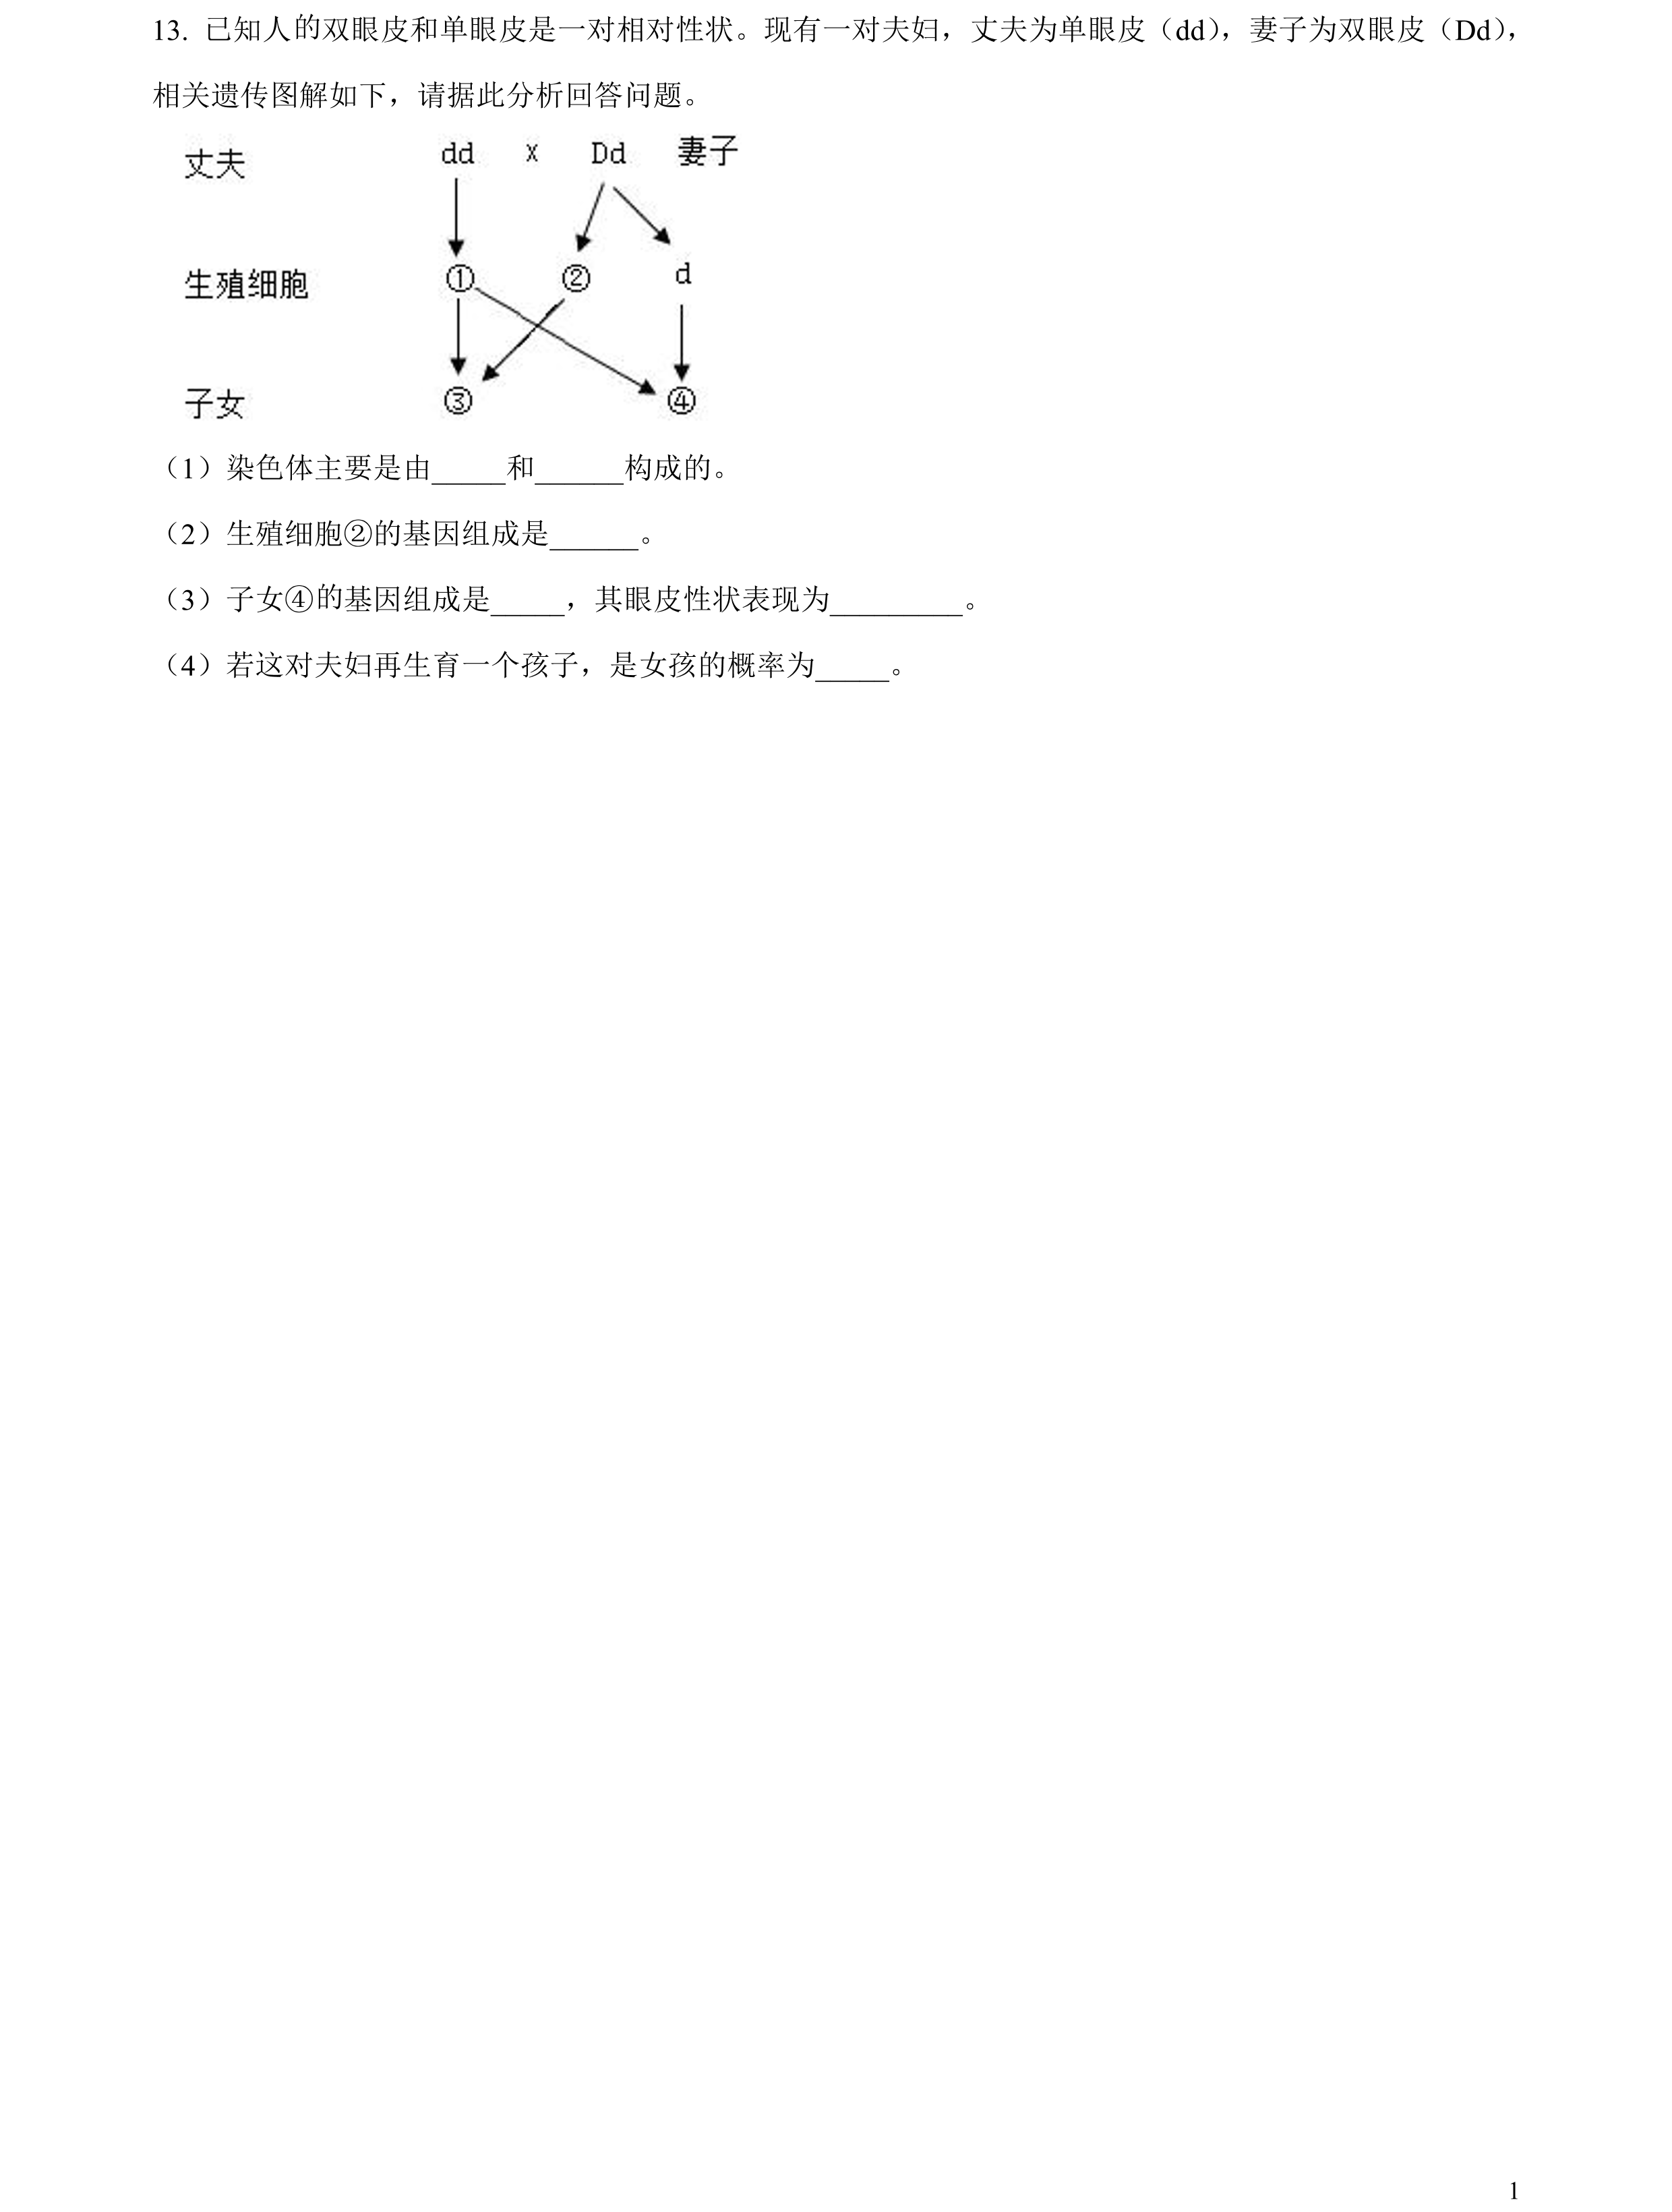 13. 已知人的双眼皮和单眼皮是一对相对性状。现有一对夫妇，丈夫为单眼皮（dd），妻子为双眼皮（Dd），
相关遗传图解如下，请据此分析回答问题。
丈夫 dd x Dd 妻子
生殖细胞 ① ② d
子女 ③ ④
（1）染色体主要是由_____和______构成的。
（2）生殖细胞②的基因组成是______。
（3）子女④的基因组成是_____，其眼皮性状表现为_________。
（4）若这对夫妇再生育一个孩子，是女孩的概率为_____。
1